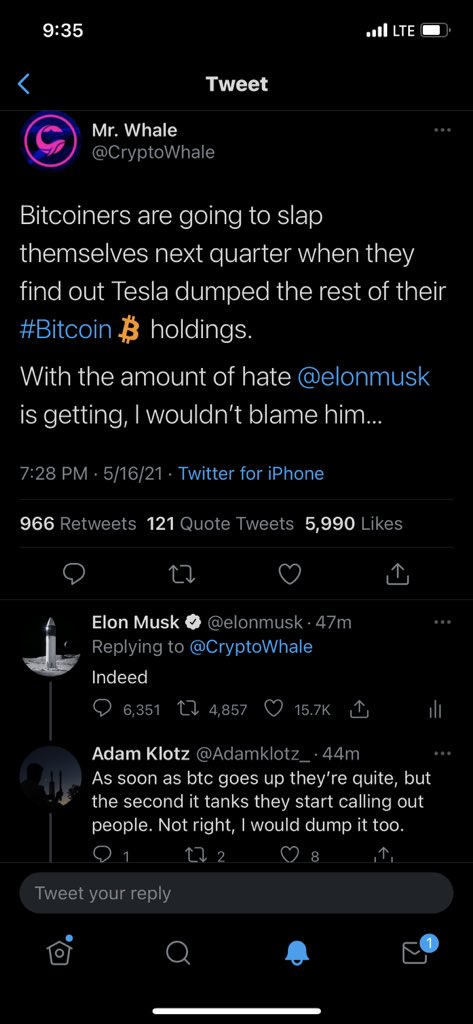 9:35
LTE
Tweet
Mr. Whale
@CryptoWhale
Bitcoiners are going to slap
themselves next quarter when they
find out Tesla dumped the rest of their
#Bitcoin holdings.
With the amount of hate @elonmusk
is getting, I wouldn't blame him...
7:28 PM · 5/16/21 · Twitter for iPhone
966 Retweets 121 Quote Tweets 5,990 Likes
Elon Musk @elonmusk · 47m
Replying to @CryptoWhale
Indeed
6,351 4,857 15.7K
Adam Klotz @Adamklotz_ · 44m
As soon as btc goes up they're quite, but
the second it tanks they start calling out
people. Not right, I would dump it too.
1 2 8
Tweet your reply
1